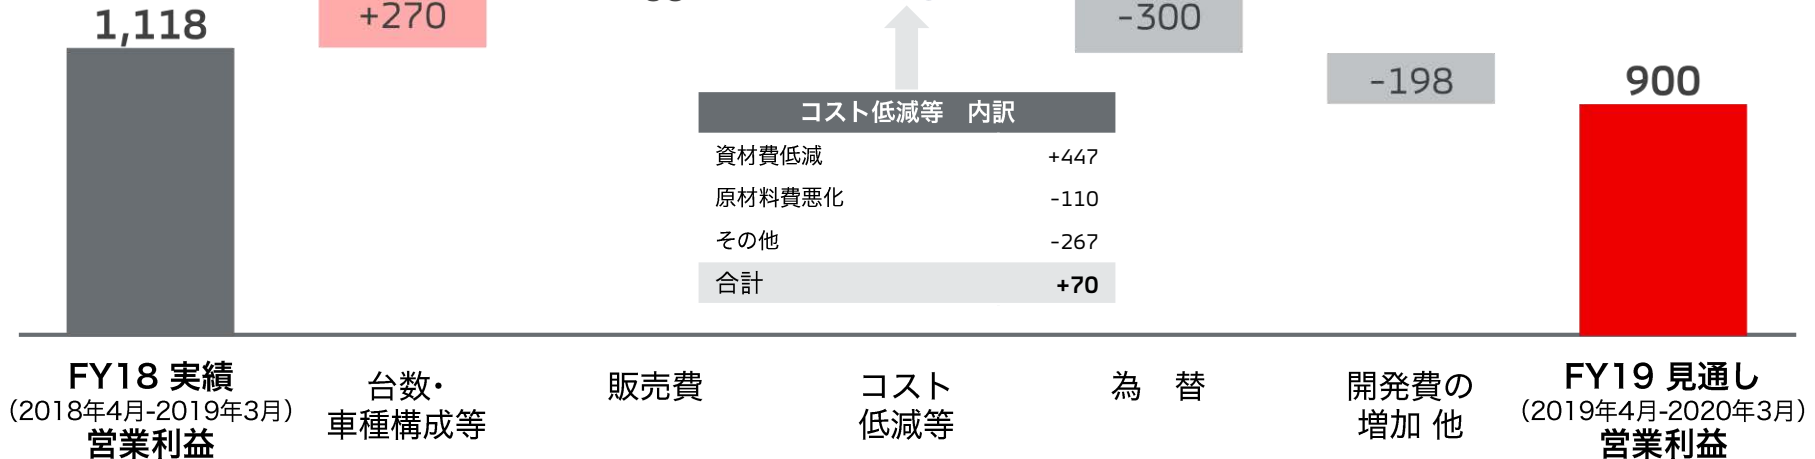 1,118
+270
-300
-198
900
コスト低減等　内訳
資材費低減 +447
原材料費悪化 -110
その他 -267
合計 +70
FY18 実績
（2018年4月-2019年3月）
営業利益
台数・
車種構成等
販売費
コスト
低減等
為　替
開発費の
増加 他
FY19 見通し
（2019年4月-2020年3月）
営業利益